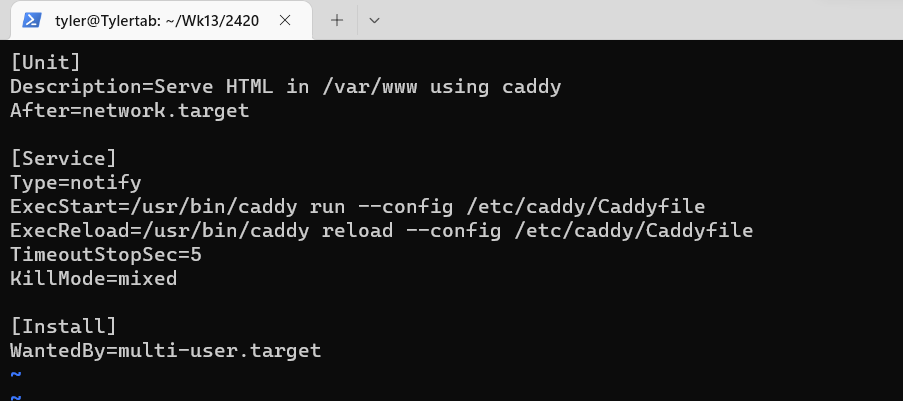 tyler@Tylertab: ~/Wk13/2420
[Unit]
Description=Serve HTML in /var/www using caddy
After=network.target

[Service]
Type=notify
ExecStart=/usr/bin/caddy run --config /etc/caddy/Caddyfile
ExecReload=/usr/bin/caddy reload --config /etc/caddy/Caddyfile
TimeoutStopSec=5
KillMode=mixed

[Install]
WantedBy=multi-user.target
~
~